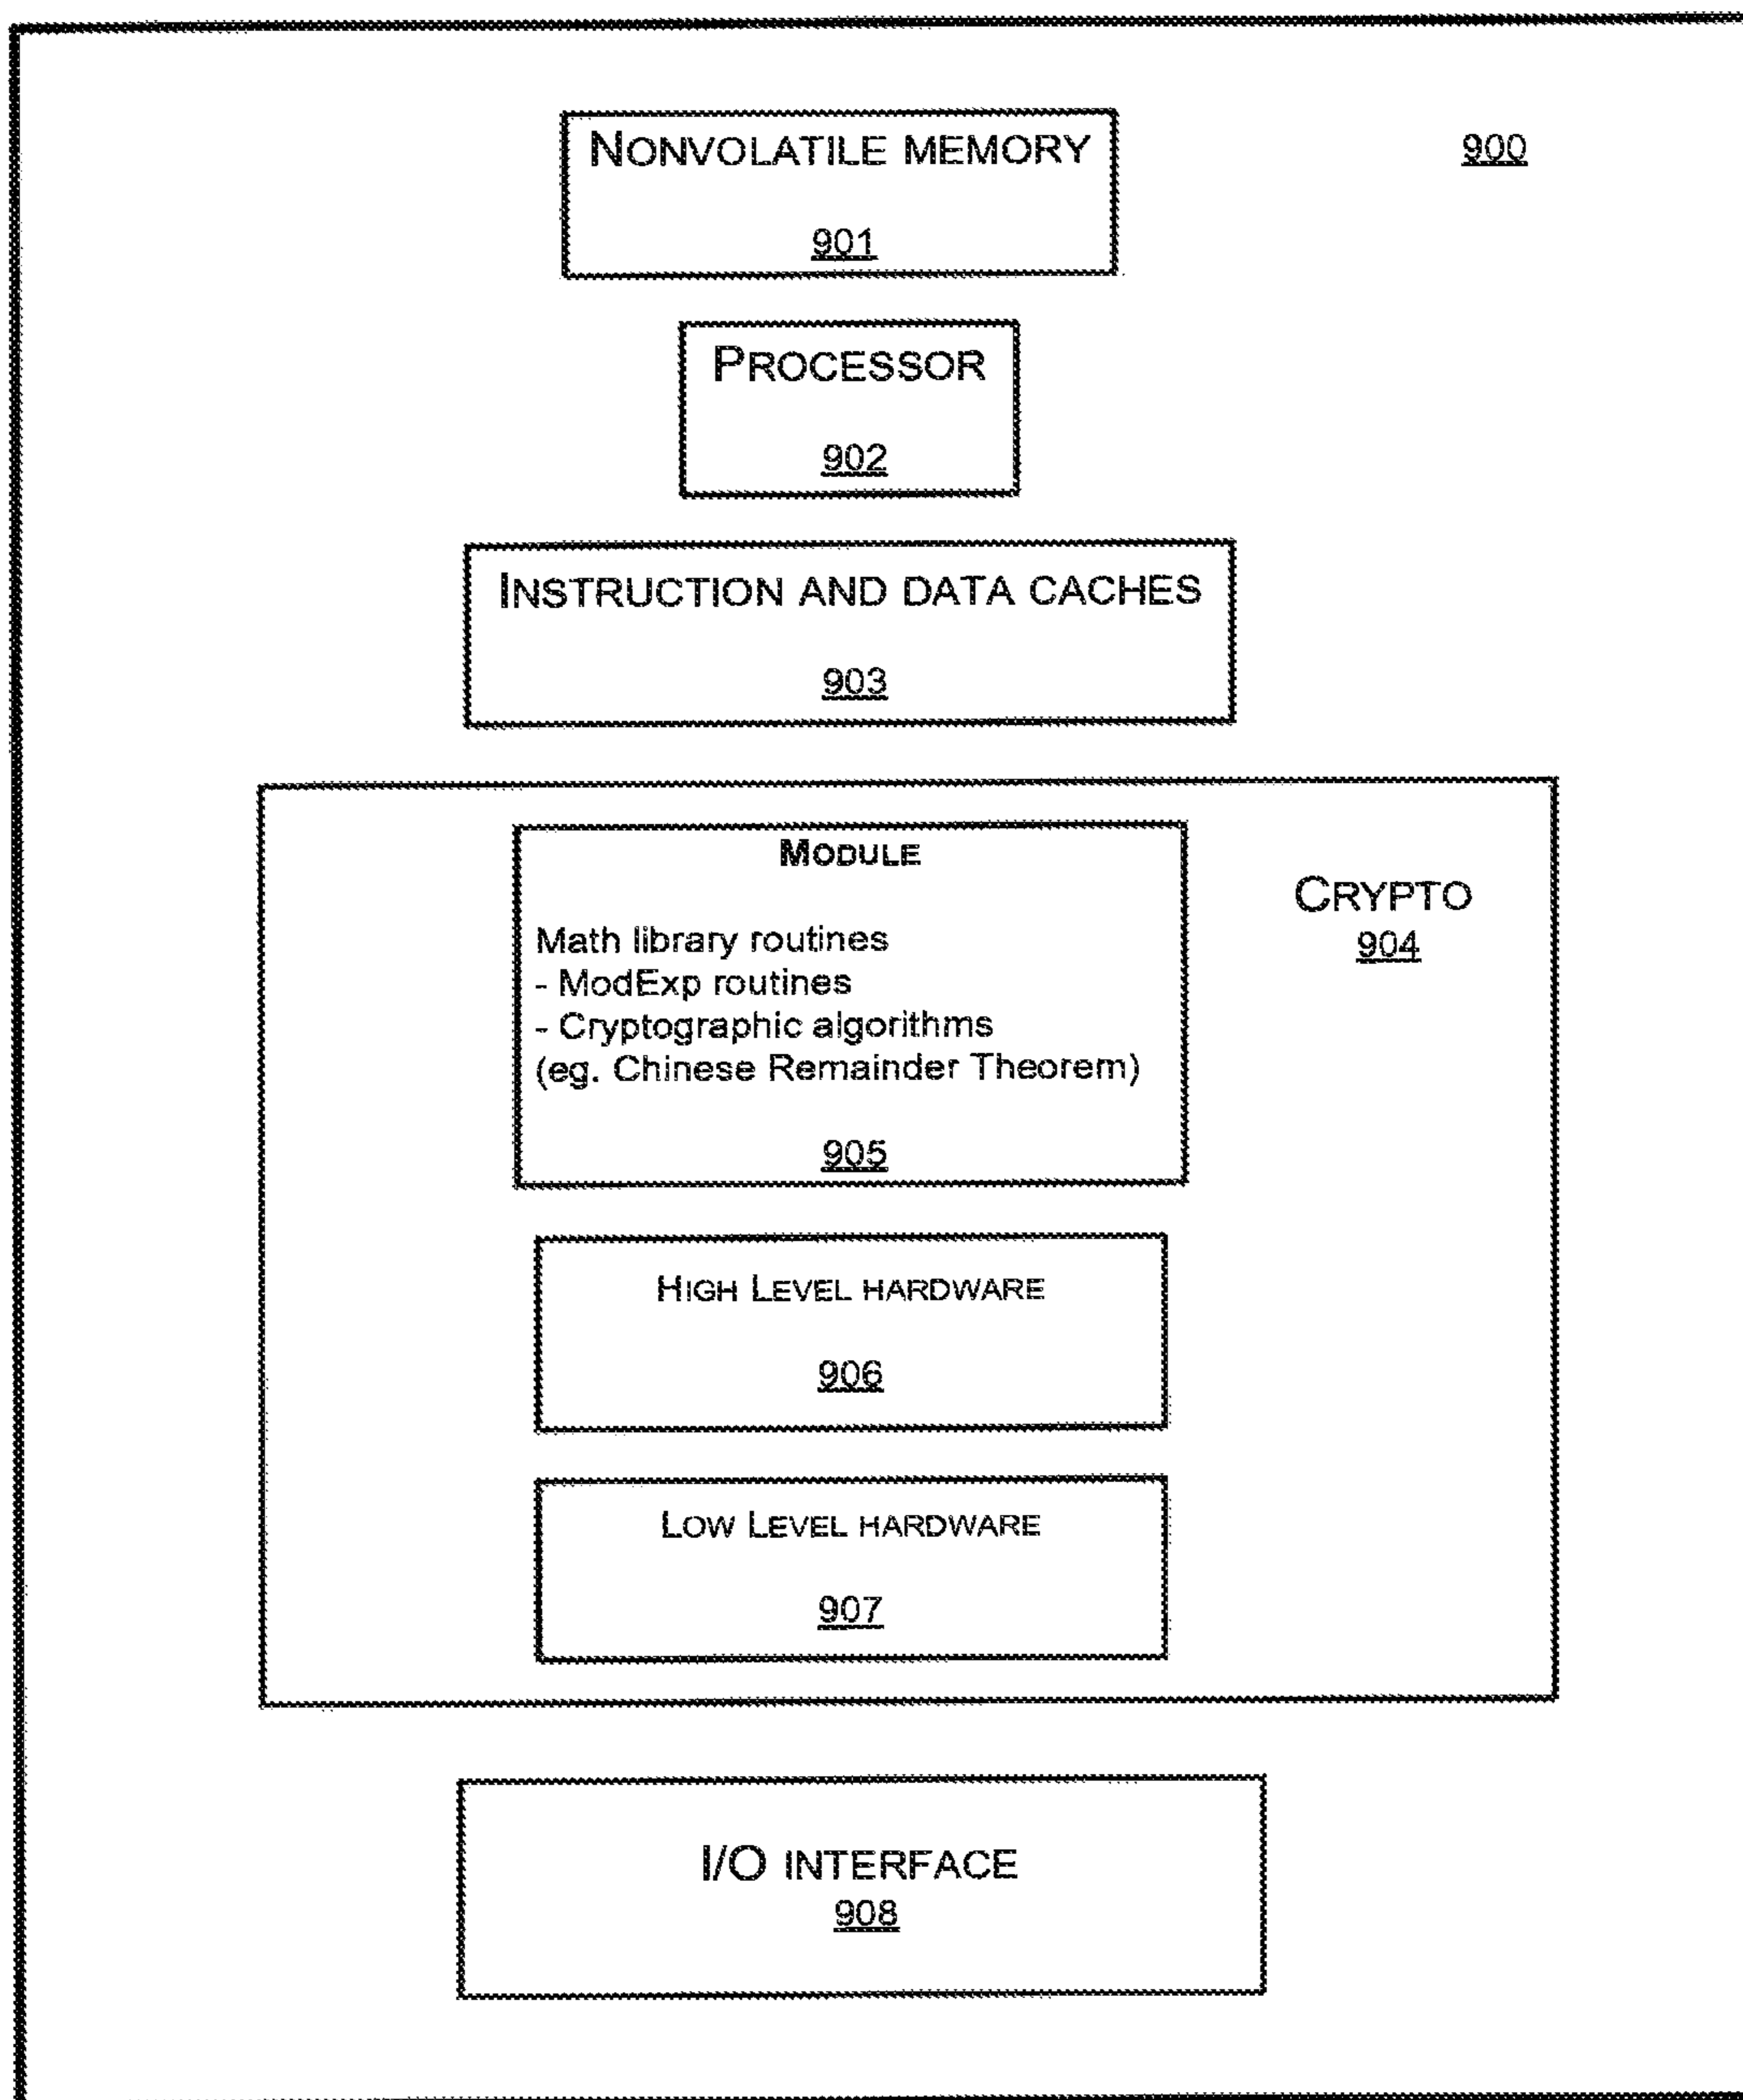 NONVOLATILE MEMORY
900
901
PROCESSOR
902
INSTRUCTION AND DATA CACHES
903
MODULE
CRYPTO
904
Math library routines
- ModExp routines
- Cryptographic algorithms
(eg. Chinese Remainder Theorem)
905
HIGH LEVEL HARDWARE
906
LOW LEVEL HARDWARE
907
I/O INTERFACE
908